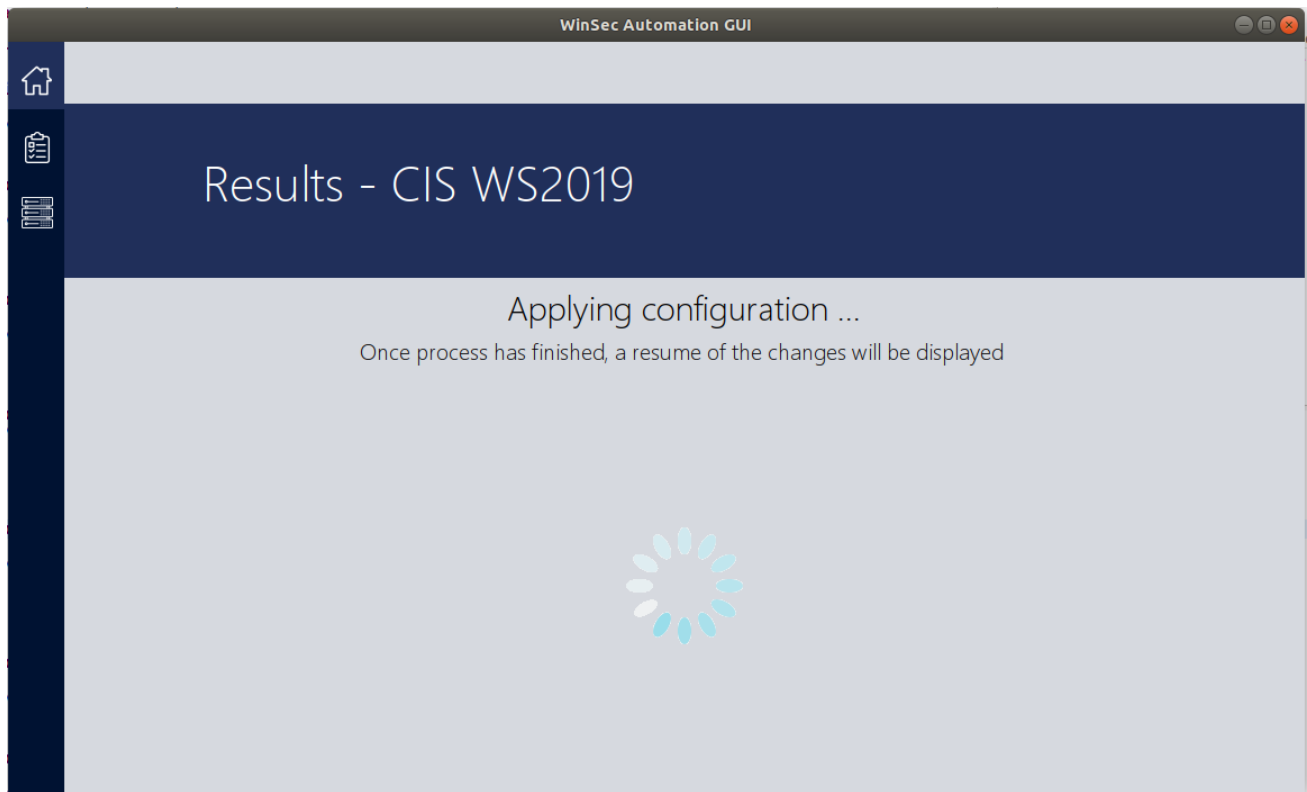 WinSec Automation GUI
Results - CIS WS2019
Applying configuration ...
Once process has finished, a resume of the changes will be displayed